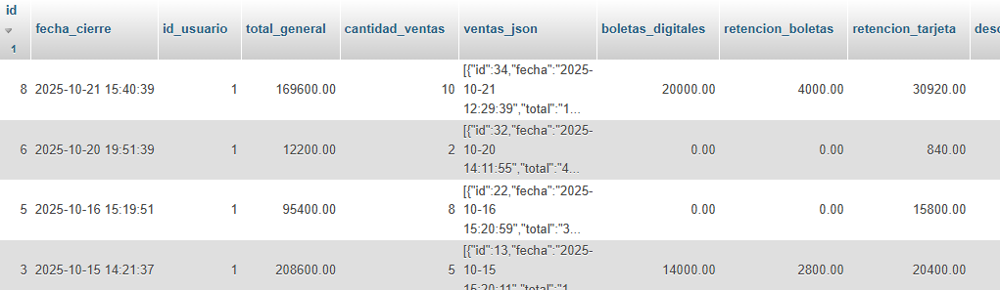 id fecha_cierre id_usuario total_general cantidad_ventas ventas_json boletas_digitales retencion_boletas retencion_tarjeta desc
1
[{"id":34,"fecha":"2025-
8 2025-10-21 15:40:39 1 169600.00 10 10-21 20000.00 4000.00 30920.00
12:29:39","total":"1...
[{"id":32,"fecha":"2025-
6 2025-10-20 19:51:39 1 12200.00 2 10-20 0.00 0.00 840.00
14:11:55","total":"4...
[{"id":22,"fecha":"2025-
5 2025-10-16 15:19:51 1 95400.00 8 10-16 0.00 0.00 15800.00
15:20:59","total":"3...
[{"id":13,"fecha":"2025-
3 2025-10-15 14:21:37 1 208600.00 5 10-15 14000.00 2800.00 20400.00
15:20:11","total":"1